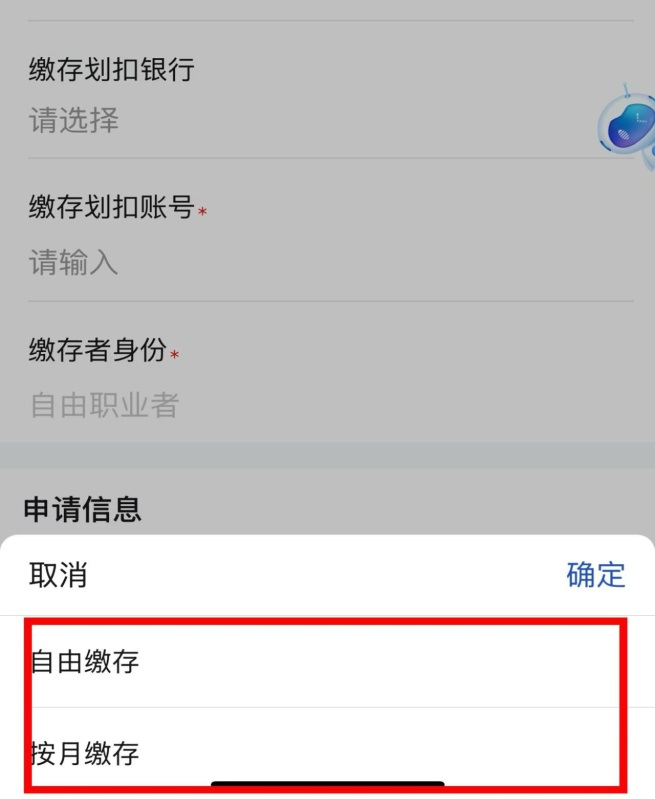 缴存划扣银行
请选择
缴存划扣账号*
请输入
缴存者身份*
自由职业者
申请信息
取消
确定
自由缴存
按月缴存